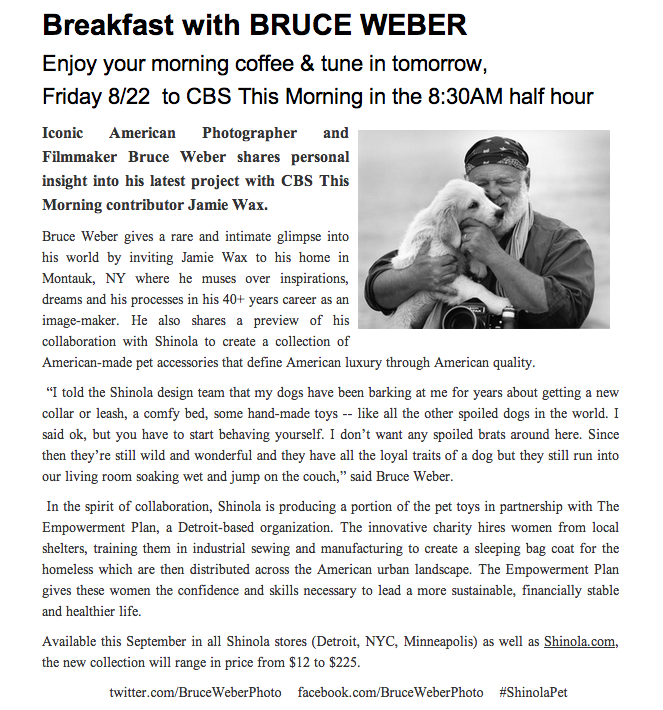 Breakfast with BRUCE WEBER
Enjoy your morning coffee & tune in tomorrow,
Friday 8/22  to CBS This Morning in the 8:30AM half hour
Iconic American Photographer and
Filmmaker Bruce Weber shares personal
insight into his latest project with CBS This
Morning contributor Jamie Wax.
Bruce Weber gives a rare and intimate glimpse into
his world by inviting Jamie Wax to his home in
Montauk, NY where he muses over inspirations,
dreams and his processes in his 40+ years career as an
image-maker. He also shares a preview of his
collaboration with Shinola to create a collection of
American-made pet accessories that define American luxury through American quality.
“I told the Shinola design team that my dogs have been barking at me for years about getting a new
collar or leash, a comfy bed, some hand-made toys -- like all the other spoiled dogs in the world. I
said ok, but you have to start behaving yourself. I don’t want any spoiled brats around here. Since
then they’re still wild and wonderful and they have all the loyal traits of a dog but they still run into
our living room soaking wet and jump on the couch,” said Bruce Weber.
In the spirit of collaboration, Shinola is producing a portion of the pet toys in partnership with The
Empowerment Plan, a Detroit-based organization. The innovative charity hires women from local
shelters, training them in industrial sewing and manufacturing to create a sleeping bag coat for the
homeless which are then distributed across the American urban landscape. The Empowerment Plan
gives these women the confidence and skills necessary to lead a more sustainable, financially stable
and healthier life.
Available this September in all Shinola stores (Detroit, NYC, Minneapolis) as well as Shinola.com,
the new collection will range in price from $12 to $225.
twitter.com/BruceWeberPhoto facebook.com/BruceWeberPhoto #ShinolaPet